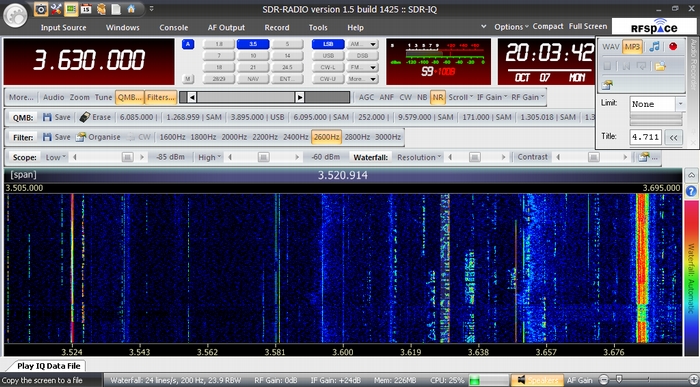 SDR-RADIO version 1.5 build 1425 :: SDR-IQ
Input Source Windows Console AF Output Record Tools Help Options Compact Full Screen RFSPACE
3.630.000
A 1.8 3.5 5.3 LSB AM...
7 10 14 USB DSB
18 21 24.5 CW-L FM...
M 28/29 NAV ENT... CW-U More...
S9
20:03:42
OCT 07 MON
WAV MP3
Audio Recorder
Limit: None
Title: 4.711 <<
More... Audio Zoom Tune QMB... Filters... AGC ANF CW NB NR Scroll IF Gain RF Gain
QMB: Save Erase 6.085.000 | 1.268.959 | SAM 3.895.000 | USB 6.095.000 | SAM 252.000 | 9.579.000 | SAM 171.000 | 1.305.018 | SAM
Filter: Save Organise CW 1600Hz 1800Hz 2000Hz 2200Hz 2400Hz 2600Hz 2800Hz 3000Hz
Scope: Low -85 dBm High -60 dBm Waterfall: Resolution Contrast
[span] 3.520.914
3.505.000 3.695.000
Waterfall: Automatic
3.524 3.543 3.562 3.581 3.600 3.619 3.638 3.657 3.676
Play IQ Data File
Copy the screen to a file Waterfall: 24 lines/s, 200 Hz, 23.9 RBW RF Gain: 0dB IF Gain: +24dB Mem: 226MB CPU: 25% Speakers AF Gain